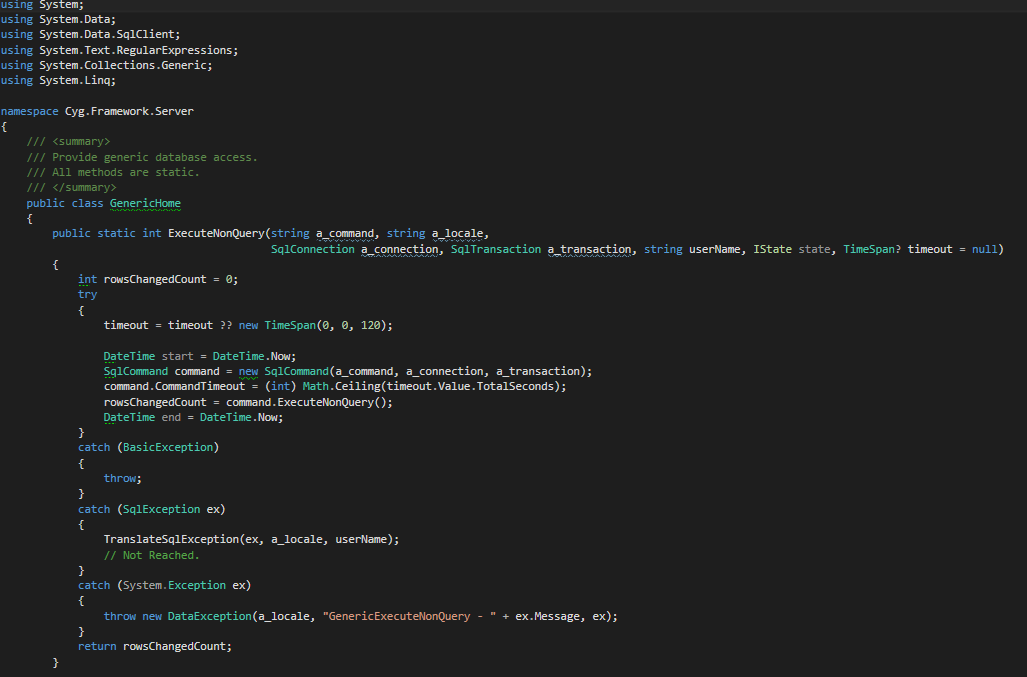 using System;
using System.Data;
using System.Data.SqlClient;
using System.Text.RegularExpressions;
using System.Collections.Generic;
using System.Linq;

namespace Cyg.Framework.Server
{
    /// <summary>
    /// Provide generic database access.
    /// All methods are static.
    /// </summary>
    public class GenericHome
    {
        public static int ExecuteNonQuery(string a_command, string a_locale,
                                          SqlConnection a_connection, SqlTransaction a_transaction, string userName, IState state, TimeSpan? timeout = null)
        {
            int rowsChangedCount = 0;
            try
            {
                timeout = timeout ?? new TimeSpan(0, 0, 120);

                DateTime start = DateTime.Now;
                SqlCommand command = new SqlCommand(a_command, a_connection, a_transaction);
                command.CommandTimeout = (int) Math.Ceiling(timeout.Value.TotalSeconds);
                rowsChangedCount = command.ExecuteNonQuery();
                DateTime end = DateTime.Now;
            }
            catch (BasicException)
            {
                throw;
            }
            catch (SqlException ex)
            {
                TranslateSqlException(ex, a_locale, userName);
                // Not Reached.
            }
            catch (System.Exception ex)
            {
                throw new DataException(a_locale, "GenericExecuteNonQuery - " + ex.Message, ex);
            }
            return rowsChangedCount;
        }